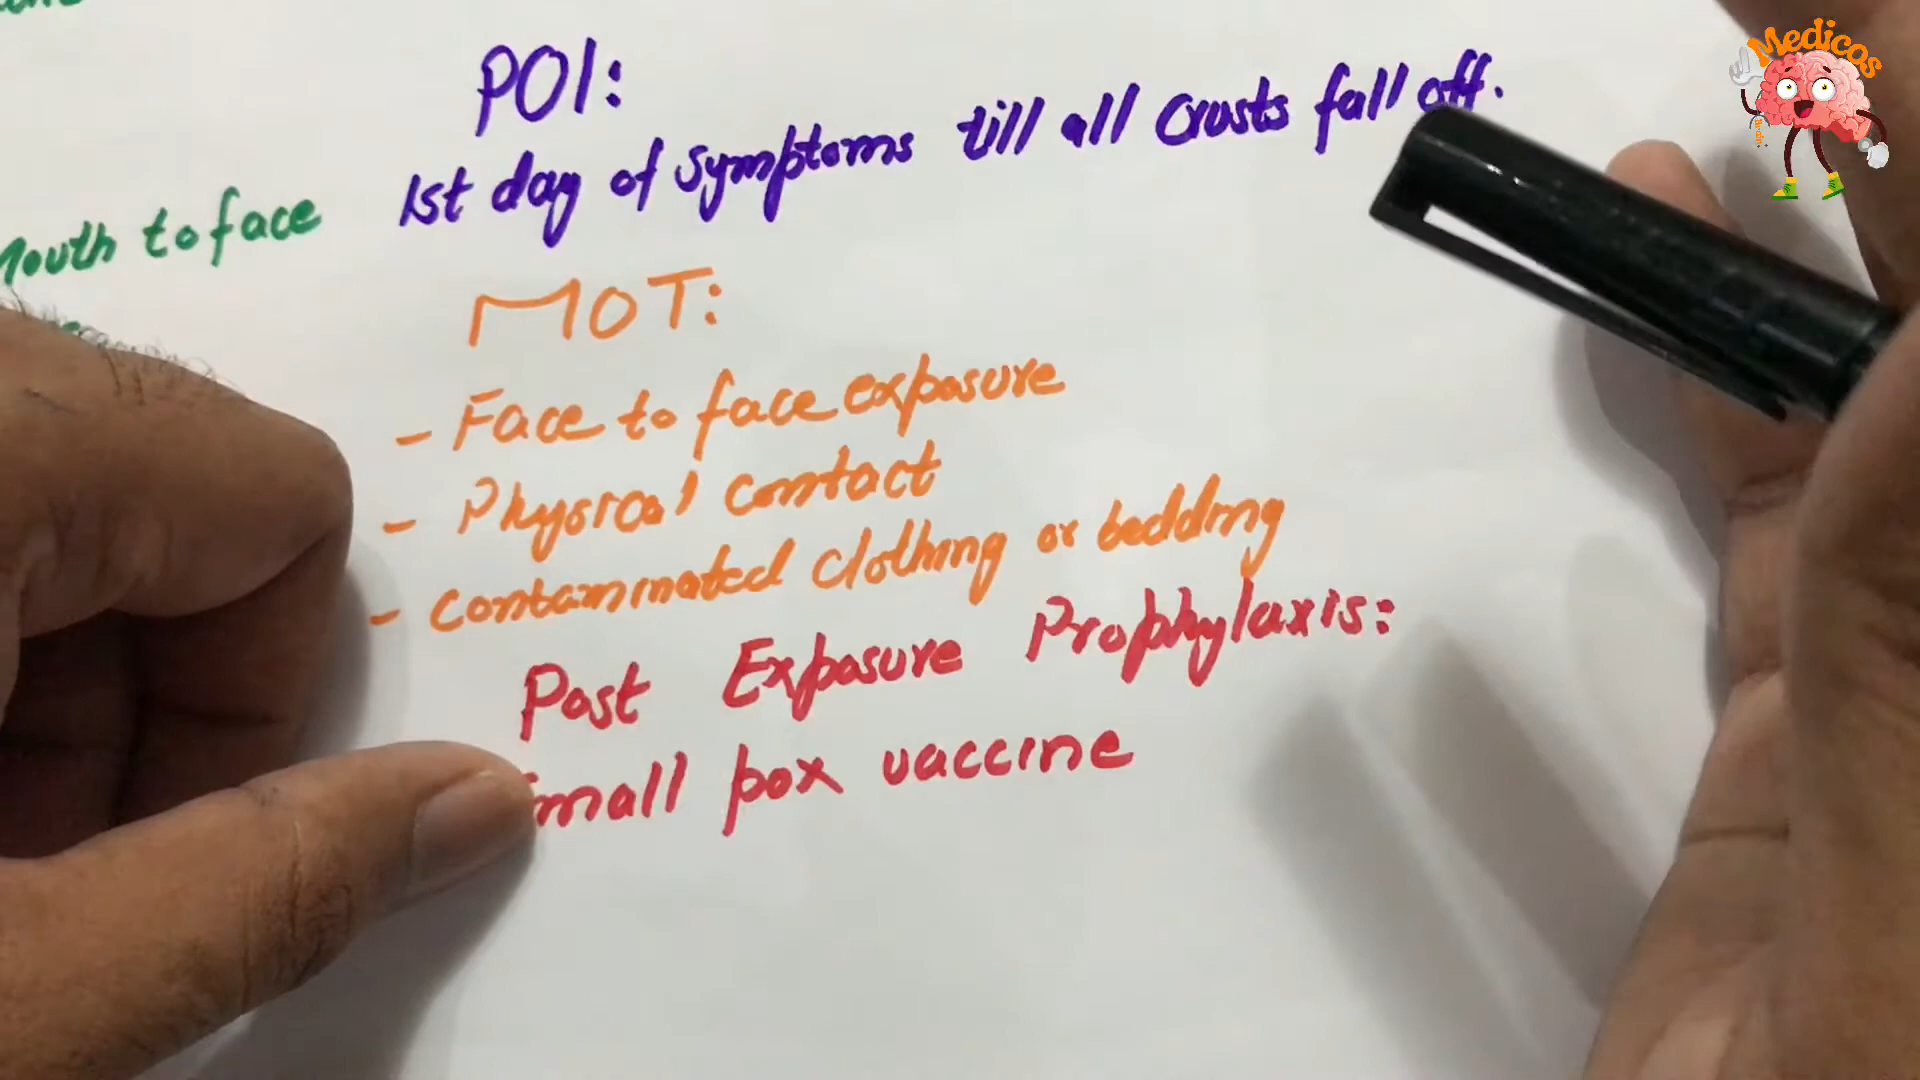 POI:
1st day of symptoms till all crusts fall off.
Mouth to face
MOT:
- Face to face exposure
- Physical contact
- Contaminated clothing or bedding
Post Exposure Prophylaxis:
Small pox vaccine
Medicos